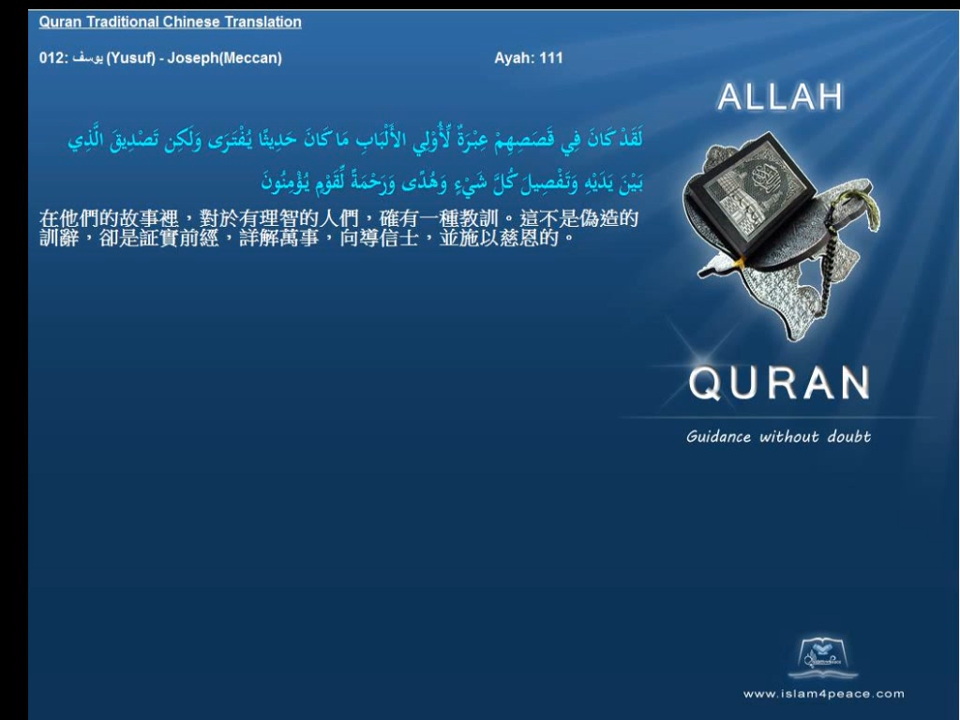 Quran Traditional Chinese Translation
012: يوسف (Yusuf) - Joseph(Meccan) Ayah: 111
لَقَدْ كَانَ فِي قَصَصِهِمْ عِبْرَةٌ لِّأُوْلِي الأَلْبَابِ مَا كَانَ حَدِيثًا يُفْتَرَى وَلَكِن تَصْدِيقَ الَّذِي
بَيْنَ يَدَيْهِ وَتَفْصِيلَ كُلَّ شَيْءٍ وَهُدًى وَرَحْمَةً لِّقَوْمٍ يُؤْمِنُونَ
在他們的故事裡，對於有理智的人們，確有一種教訓。這不是偽造的
訓辭，卻是証實前經，詳解萬事，向導信士，並施以慈恩的。
ALLAH
QURAN
Guidance without doubt
www.islam4peace.com